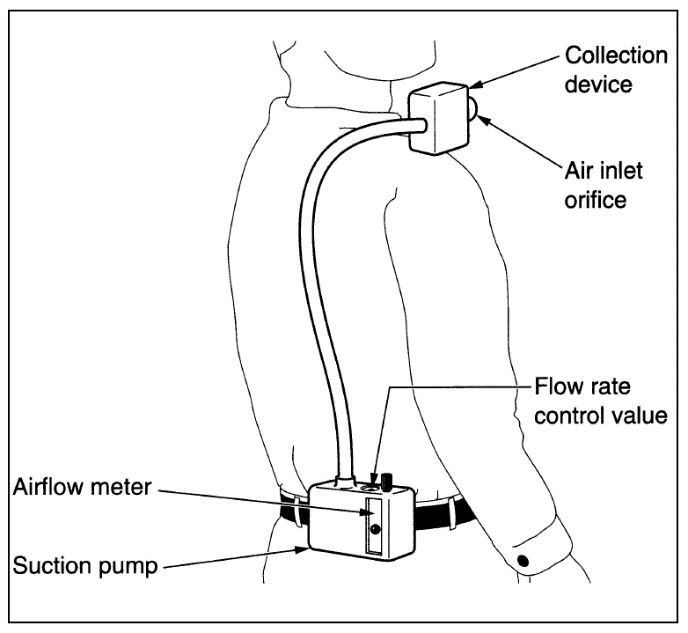 Collection
device
Air inlet
orifice
Flow rate
control value
Airflow meter
Suction pump